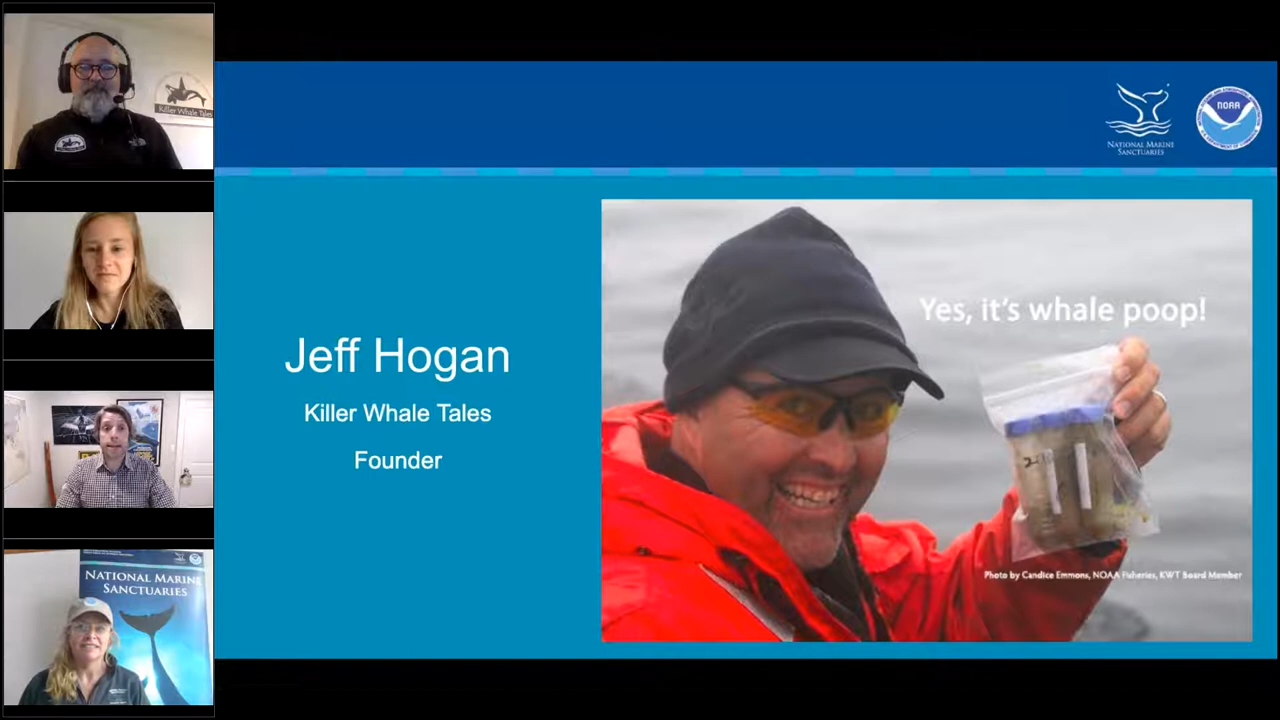 Killer Whale Tales
NATIONAL MARINE
SANCTUARIES
NATIONAL MARINE
SANCTUARIES
NOAA
Jeff Hogan
Killer Whale Tales
Founder
Yes, it's whale poop!
Photo by Candice Emmons, NOAA Fisheries, KWT Board Member